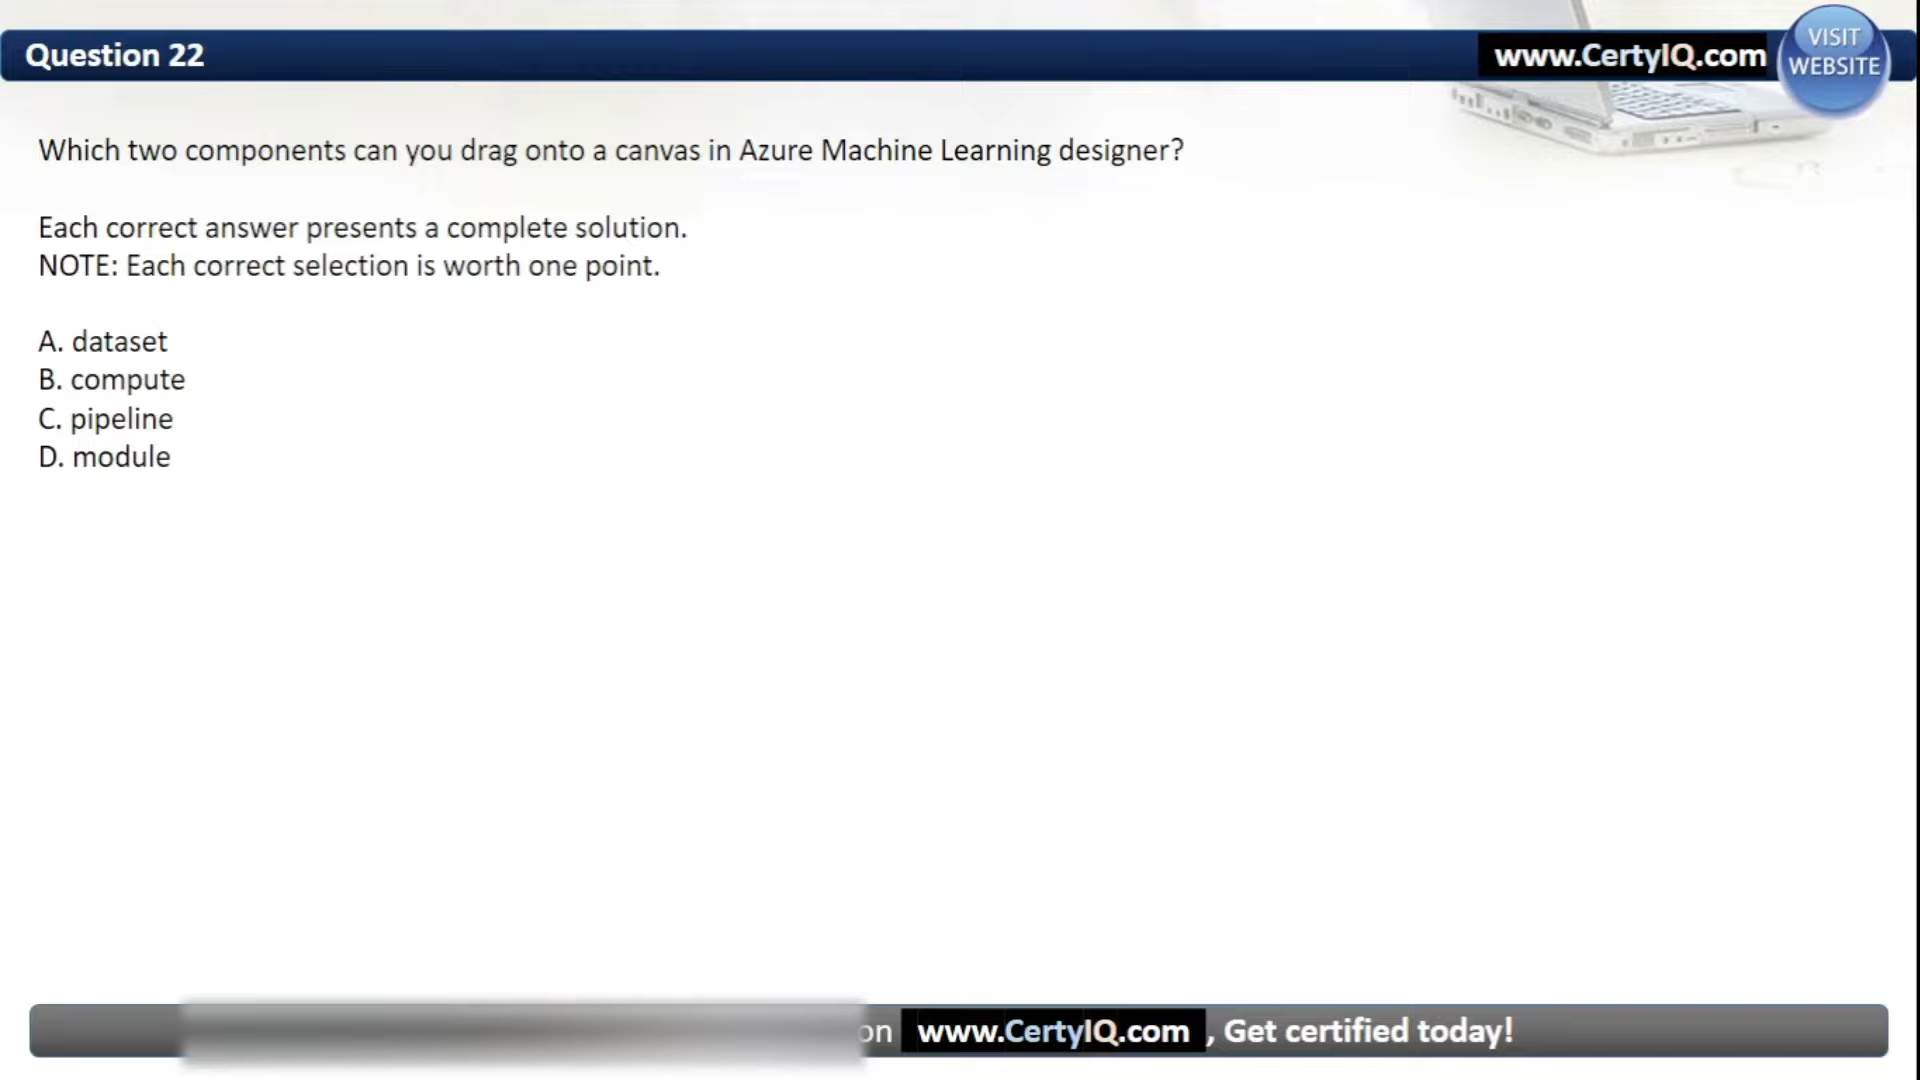 Question 22
www.CertyIQ.com
VISIT
WEBSITE
Which two components can you drag onto a canvas in Azure Machine Learning designer?
Each correct answer presents a complete solution.
NOTE: Each correct selection is worth one point.
A. dataset
B. compute
C. pipeline
D. module
on www.CertyIQ.com , Get certified today!